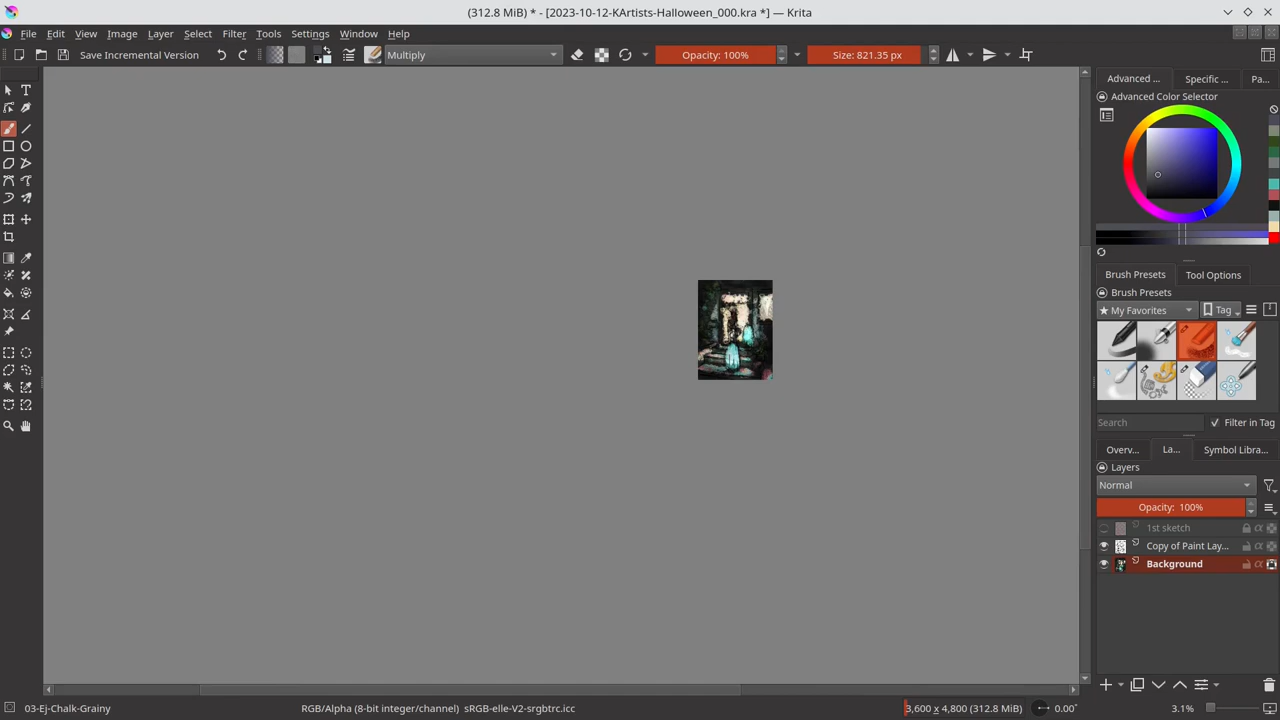 (312.8 MiB) * - [2023-10-12-KArtists-Halloween_000.kra *] — Krita
File Edit View Image Layer Select Filter Tools Settings Window Help
Save Incremental Version Multiply Opacity: 100% Size: 821.35 px
Advanced ... Specific ... Pa...
Advanced Color Selector
Brush Presets Tool Options
Brush Presets
My Favorites Tag
Search Filter in Tag
Overv... La... Symbol Libra...
Layers
Normal
Opacity: 100%
1st sketch
Copy of Paint Lay...
Background
03-Ej-Chalk-Grainy RGB/Alpha (8-bit integer/channel) sRGB-elle-V2-srgbtrc.icc 3,600 x 4,800 (312.8 MiB) 0.00° 3.1%